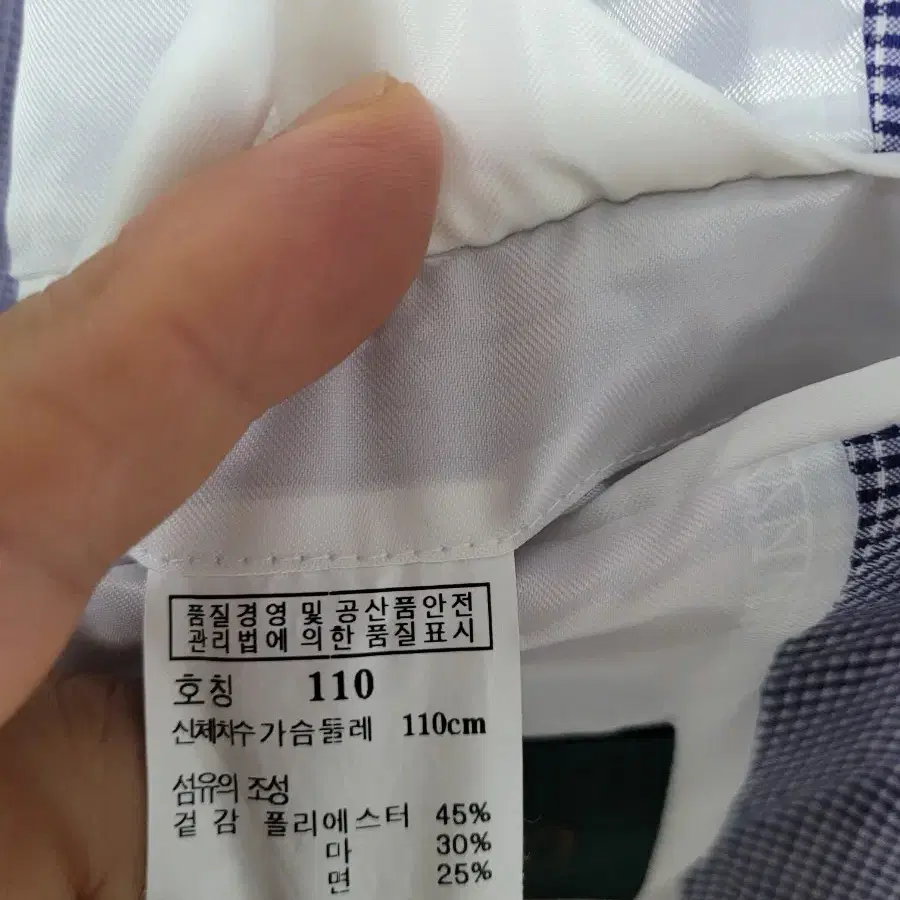 품질경영 및 공산품안전
관리법에 의한 품질표시
호칭 110
신체치수 가슴둘레 110cm
섬유의 조성
겉감 폴리에스터 45%
마 30%
면 25%